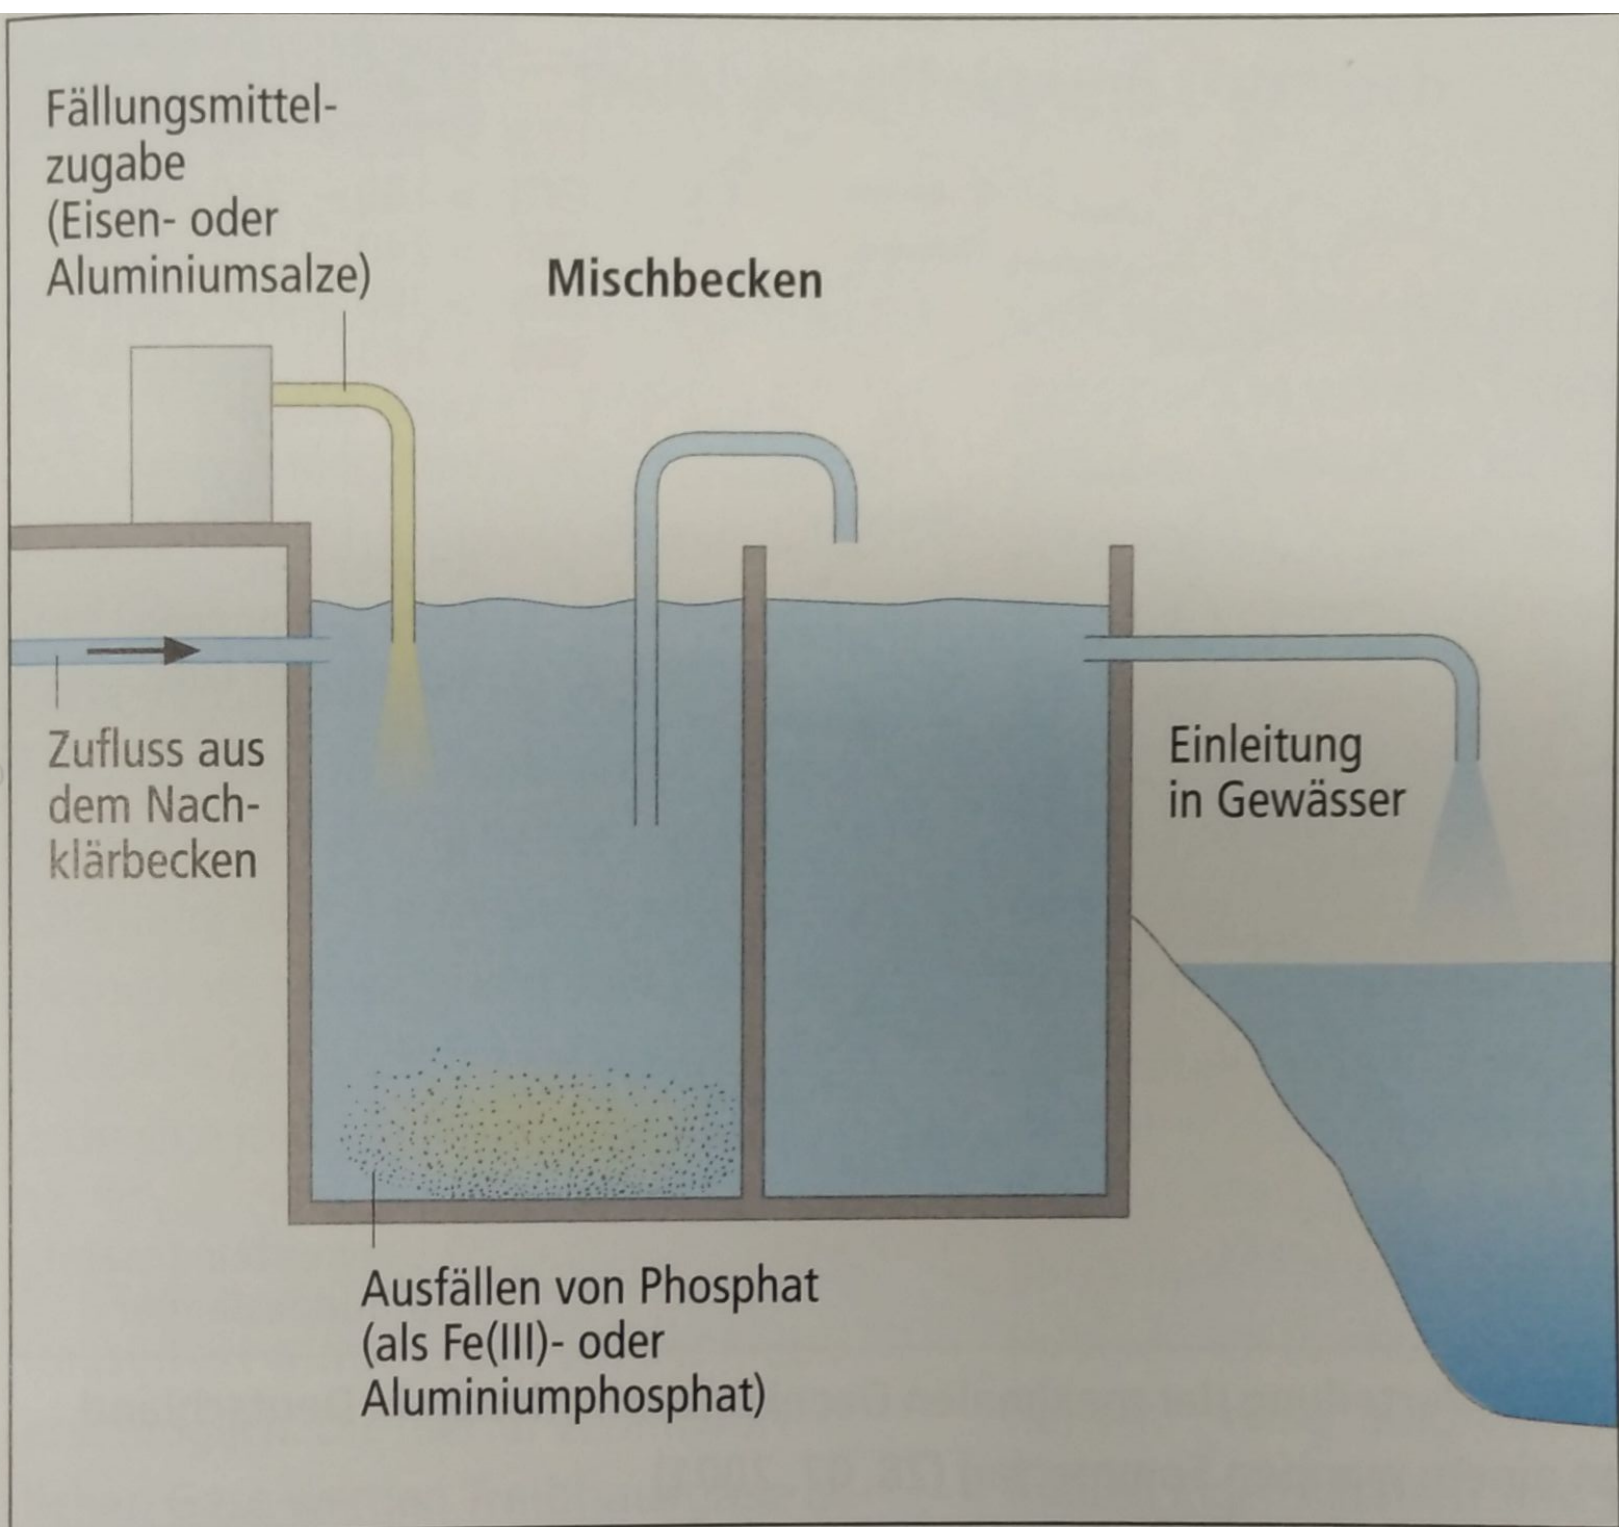 Fällungsmittel-
zugabe
(Eisen- oder
Aluminiumsalze)
Mischbecken
Zufluss aus
dem Nach-
klärbecken
Einleitung
in Gewässer
Ausfällen von Phosphat
(als Fe(III)- oder
Aluminiumphosphat)